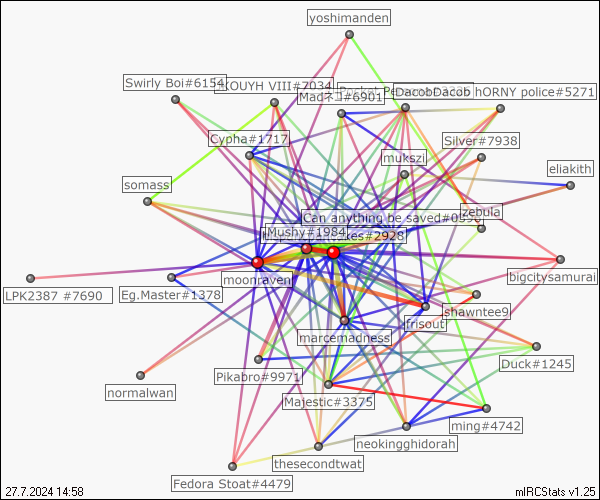 yoshimanden
Swirly Boi#6154
KOUYH VIII#7034
Mad
#6901
DacobDacob
hORNY police#5271
Cypha#1717
Silver#7938
mukszi
eliakith
somass
Can anything be saved#0
zebula
Mushy#1984
kes#2928
moonraven
bigcitysamurai
LPK2387 #7690
Eg.Master#1378
shawntee9
frisout
marcemadness
Pikabro#9971
Duck#1245
normalwan
Majestic#3375
ming#4742
neokingghidorah
thesecondtwat
Fedora Stoat#4479
27.7.2024 14:58
mIRCStats v1.25